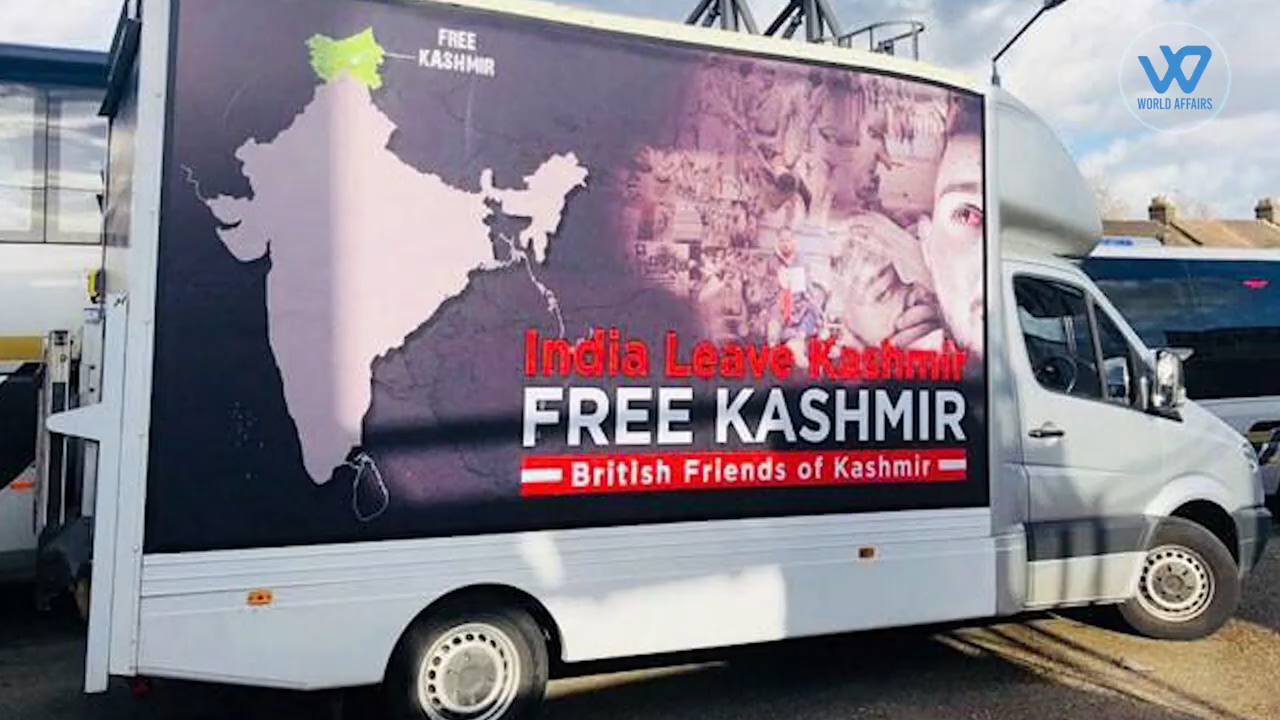 FREE
KASHMIR
W
WORLD AFFAIRS
India Leave Kashmir
FREE KASHMIR
British Friends of Kashmir